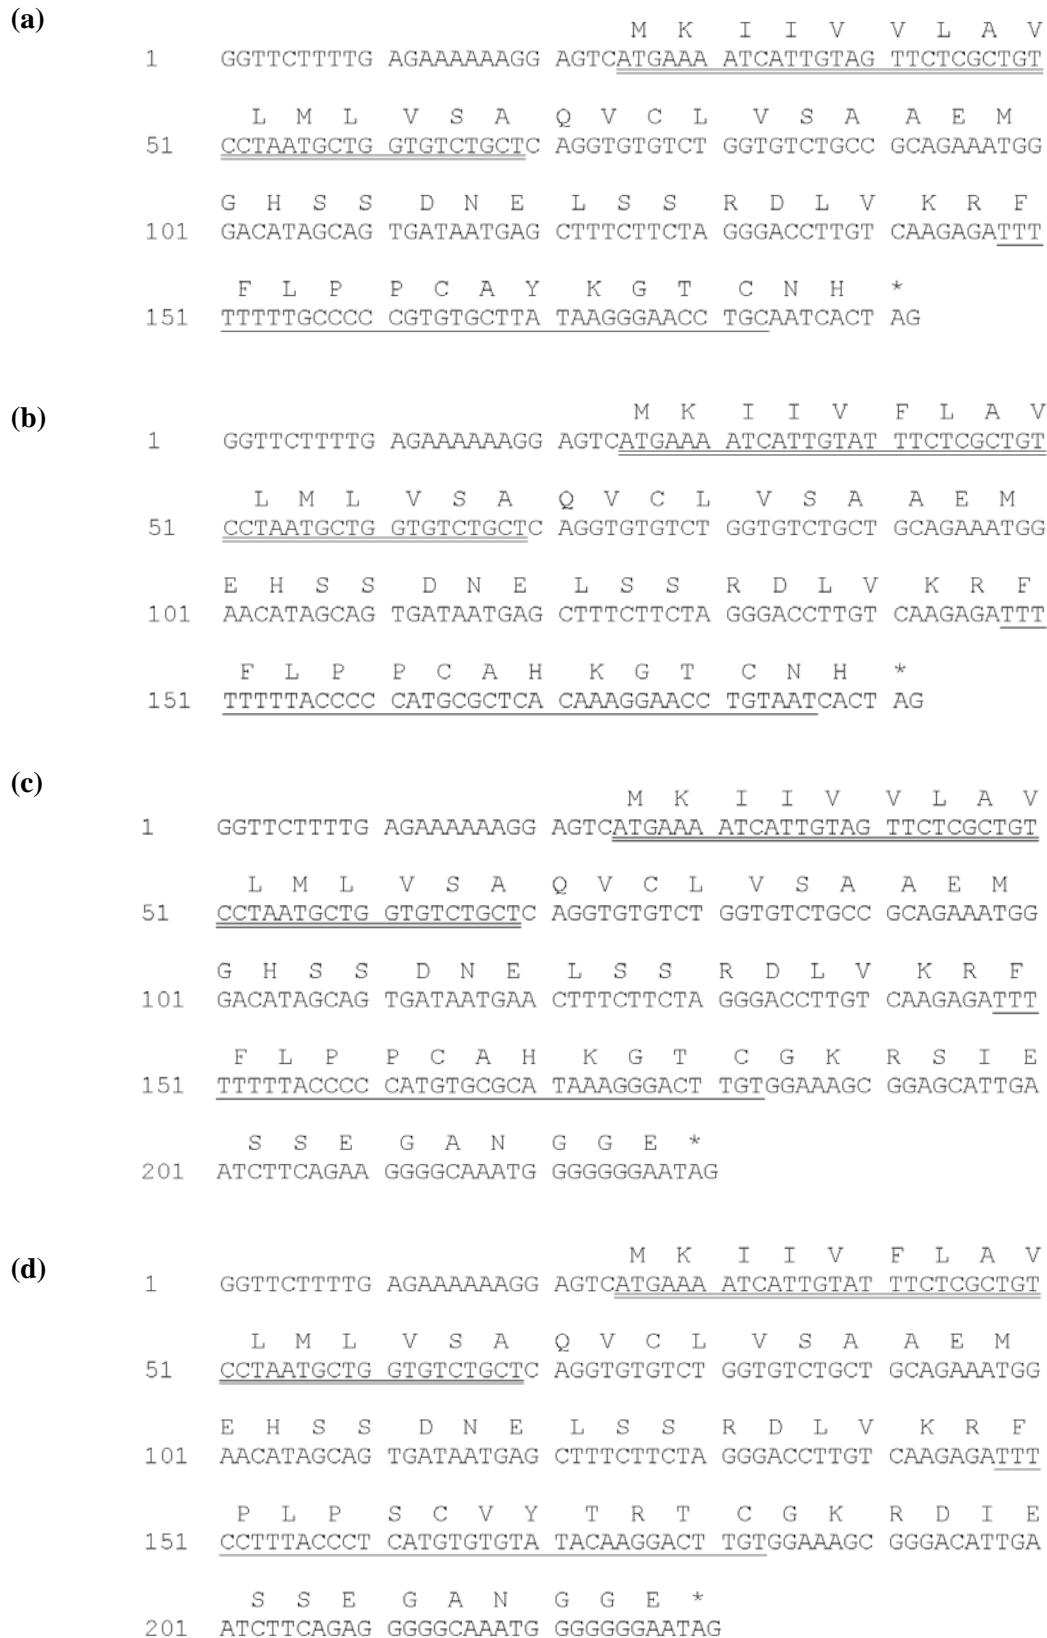 (a)
M K I I V V L A V
1 GGTTCTTTTG AGAAAAAAGG AGTCATGAAA ATCATTGTAG TTCTCGCTGT
L M L V S A Q V C L V S A A E M
51 CCTAATGCTG GTGTCTGCTC AGGTGTGTCT GGTGTCTGCC GCAGAAATGG
G H S S D N E L S S R D L V K R F
101 GACATAGCAG TGATAATGAG CTTTCTTCTA GGGACCTTGT CAAGAGATTT
F L P P C A Y K G T C N H *
151 TTTTTGCCCC CGTGTGCTTA TAAGGGAACC TGCAATCACT AG
(b)
M K I I V F L A V
1 GGTTCTTTTG AGAAAAAAGG AGTCATGAAA ATCATTGTAT TTCTCGCTGT
L M L V S A Q V C L V S A A E M
51 CCTAATGCTG GTGTCTGCTC AGGTGTGTCT GGTGTCTGCT GCAGAAATGG
E H S S D N E L S S R D L V K R F
101 AACATAGCAG TGATAATGAG CTTTCTTCTA GGGACCTTGT CAAGAGATTT
F L P P C A H K G T C N H *
151 TTTTTACCCC CATGCGCTCA CAAAGGAACC TGTAATCACT AG
(c)
M K I I V V L A V
1 GGTTCTTTTG AGAAAAAAGG AGTCATGAAA ATCATTGTAG TTCTCGCTGT
L M L V S A Q V C L V S A A E M
51 CCTAATGCTG GTGTCTGCTC AGGTGTGTCT GGTGTCTGCC GCAGAAATGG
G H S S D N E L S S R D L V K R F
101 GACATAGCAG TGATAATGAA CTTTCTTCTA GGGACCTTGT CAAGAGATTT
F L P P C A H K G T C G K R S I E
151 TTTTTACCCC CATGTGCGCA TAAAGGGACT TGTGGAAAGC GGAGCATTGA
S S E G A N G G E *
201 ATCTTCAGAA GGGGCAAATG GGGGGGAATAG
(d)
M K I I V F L A V
1 GGTTCTTTTG AGAAAAAAGG AGTCATGAAA ATCATTGTAT TTCTCGCTGT
L M L V S A Q V C L V S A A E M
51 CCTAATGCTG GTGTCTGCTC AGGTGTGTCT GGTGTCTGCT GCAGAAATGG
E H S S D N E L S S R D L V K R F
101 AACATAGCAG TGATAATGAG CTTTCTTCTA GGGACCTTGT CAAGAGATTT
P L P S C V Y T R T C G K R D I E
151 CCTTTACCCT CATGTGTGTA TACAAGGACT TGTGGAAAGC GGGACATTGA
S S E G A N G G E *
201 ATCTTCAGAG GGGGCAAATG GGGGGGAATAG